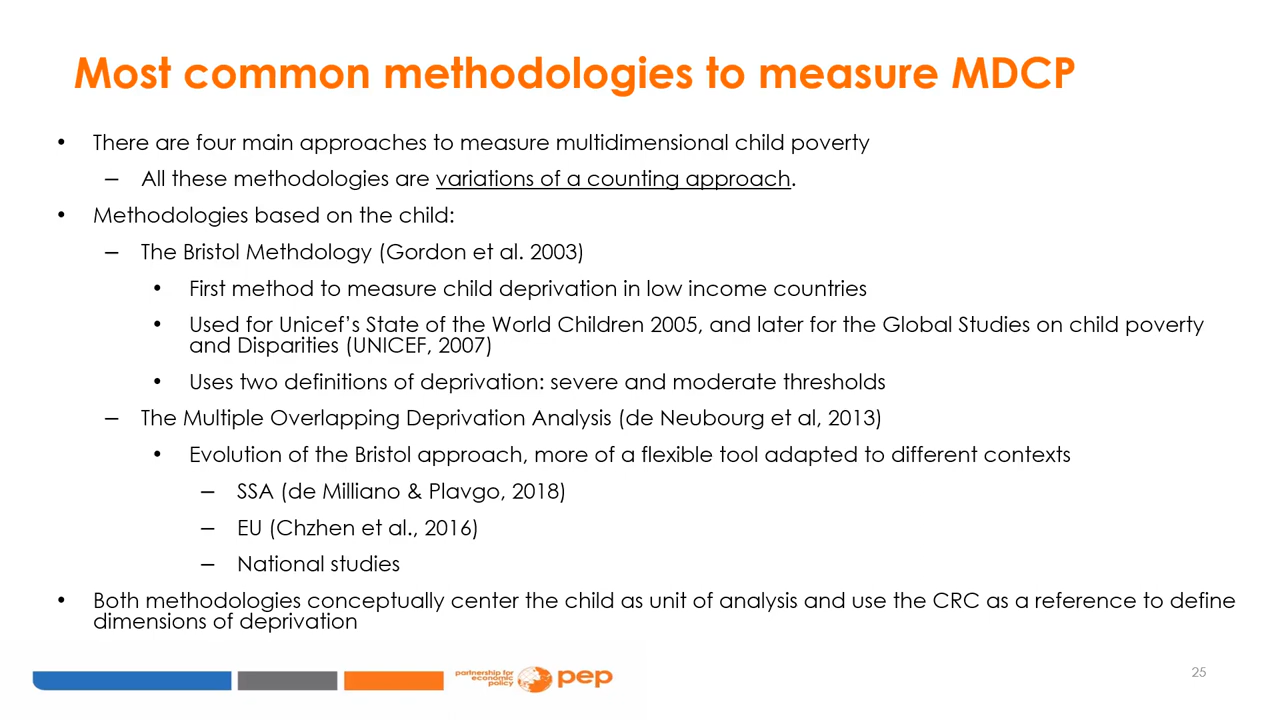 Most common methodologies to measure MDCP
• There are four main approaches to measure multidimensional child poverty
– All these methodologies are variations of a counting approach.
• Methodologies based on the child:
– The Bristol Methdology (Gordon et al. 2003)
• First method to measure child deprivation in low income countries
• Used for Unicef’s State of the World Children 2005, and later for the Global Studies on child poverty
and Disparities (UNICEF, 2007)
• Uses two definitions of deprivation: severe and moderate thresholds
– The Multiple Overlapping Deprivation Analysis (de Neubourg et al, 2013)
• Evolution of the Bristol approach, more of a flexible tool adapted to different contexts
– SSA (de Milliano & Plavgo, 2018)
– EU (Chzhen et al., 2016)
– National studies
• Both methodologies conceptually center the child as unit of analysis and use the CRC as a reference to define
dimensions of deprivation
partnership for
economic
policy
pep
25